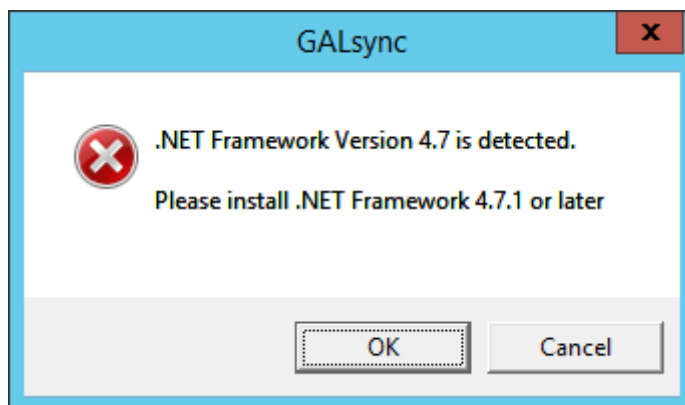 GALsync
x
.NET Framework Version 4.7 is detected.
Please install .NET Framework 4.7.1 or later
OK
Cancel